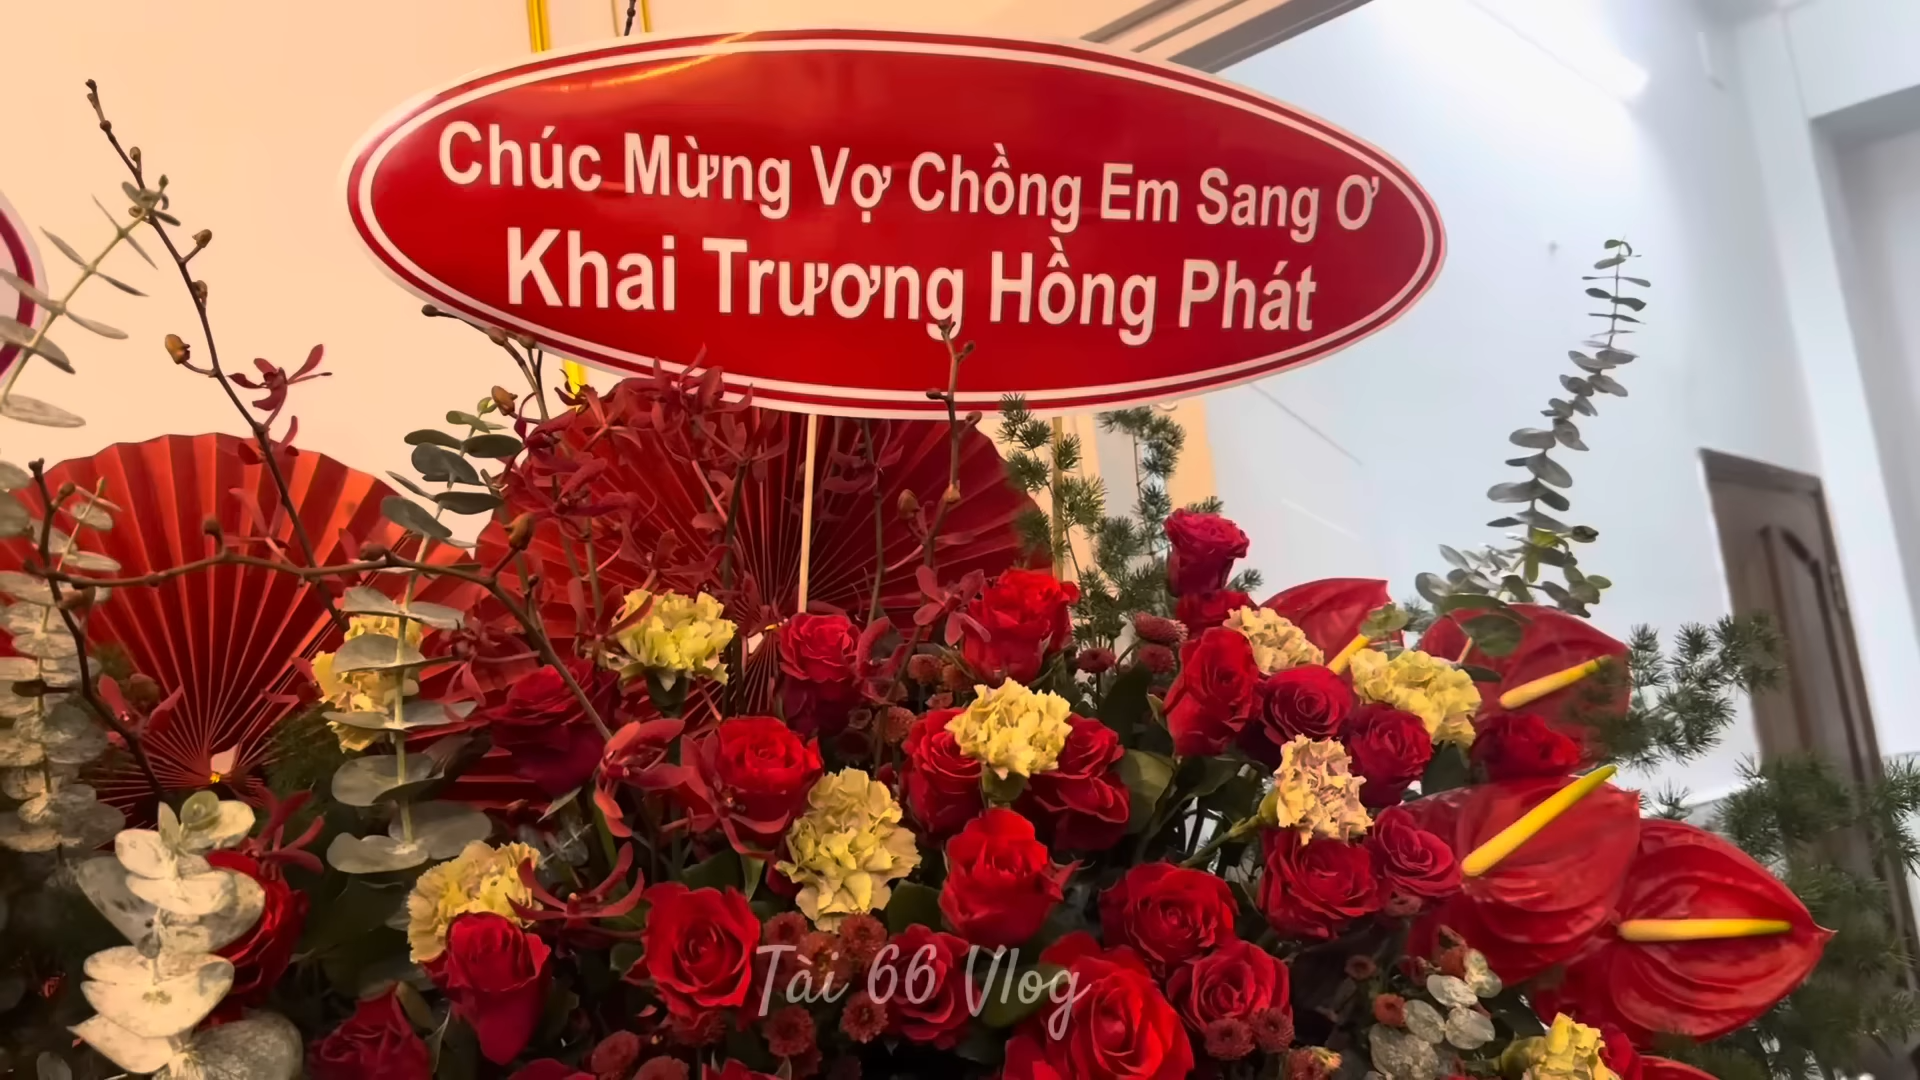 Chúc Mừng Vợ Chồng Em Sang Ơ
Khai Trương Hồng Phát
Tài 66 Vlog